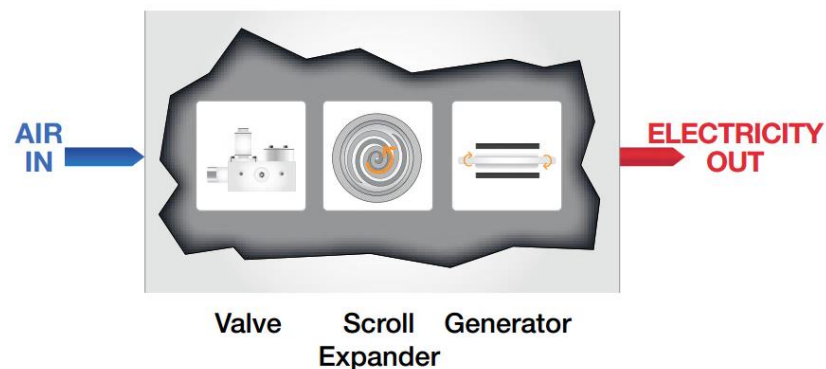 AIR
IN
ELECTRICITY
OUT
Valve
Scroll
Expander
Generator